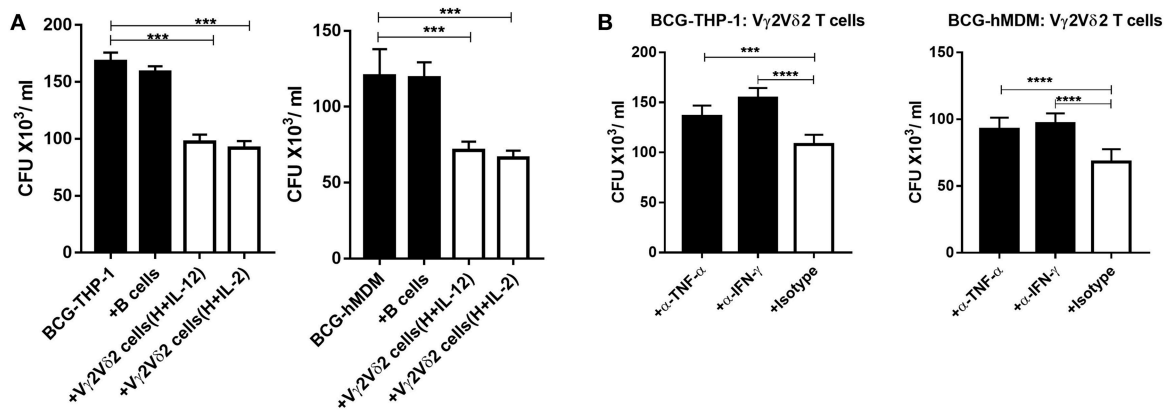 A
CFU X10³/ ml
200
150
100
50
0
***
***
BCG-THP-1
+B cells
+Vγ2Vδ2 cells(H+IL-12)
+Vγ2Vδ2 cells(H+IL-2)
CFU X10³/ ml
150
100
50
0
***
***
BCG-hMDM
+B cells
+Vγ2Vδ2 cells(H+IL-12)
+Vγ2Vδ2 cells(H+IL-2)
B
BCG-THP-1: Vγ2Vδ2 T cells
CFU X10³/ ml
200
150
100
50
0
***
****
+α-TNF-α
+α-IFN-γ
+Isotype
BCG-hMDM: Vγ2Vδ2 T cells
CFU X10³/ ml
150
100
50
0
****
****
+α-TNF-α
+α-IFN-γ
+Isotype